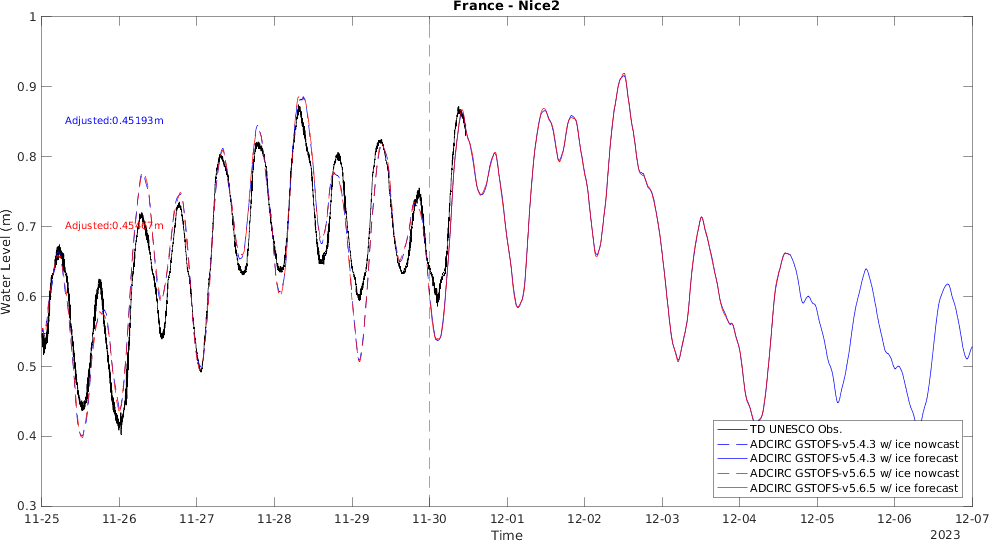 France - Nice2
1
0.9
0.8
0.7
0.6
0.5
0.4
0.3
Water Level (m)
Adjusted:0.45193m
Adjusted:0.45467m
TD UNESCO Obs.
ADCIRC GSTOFS-v5.4.3 w/ ice nowcast
ADCIRC GSTOFS-v5.4.3 w/ ice forecast
ADCIRC GSTOFS-v5.6.5 w/ ice nowcast
ADCIRC GSTOFS-v5.6.5 w/ ice forecast
11-25 11-26 11-27 11-28 11-29 11-30 12-01 12-02 12-03 12-04 12-05 12-06 12-07
Time
2023